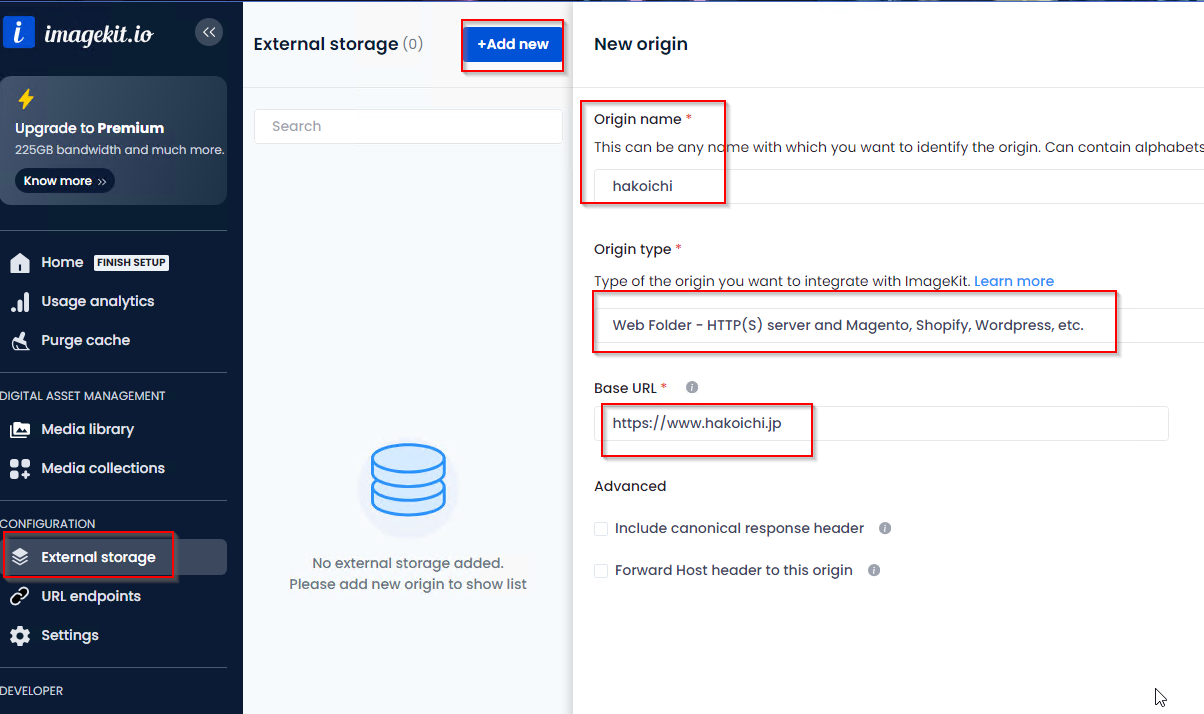 i imagekit.io
Upgrade to Premium
225GB bandwidth and much more.
Know more »
Home FINISH SETUP
Usage analytics
Purge cache
DIGITAL ASSET MANAGEMENT
Media library
Media collections
CONFIGURATION
External storage
URL endpoints
Settings
DEVELOPER
External storage (0)
+Add new
Search
No external storage added.
Please add new origin to show list
New origin
Origin name *
This can be any name with which you want to identify the origin. Can contain alphabets
hakoichi
Origin type *
Type of the origin you want to integrate with ImageKit. Learn more
Web Folder - HTTP(S) server and Magento, Shopify, Wordpress, etc.
Base URL * i
https://www.hakoichi.jp
Advanced
Include canonical response header i
Forward Host header to this origin i